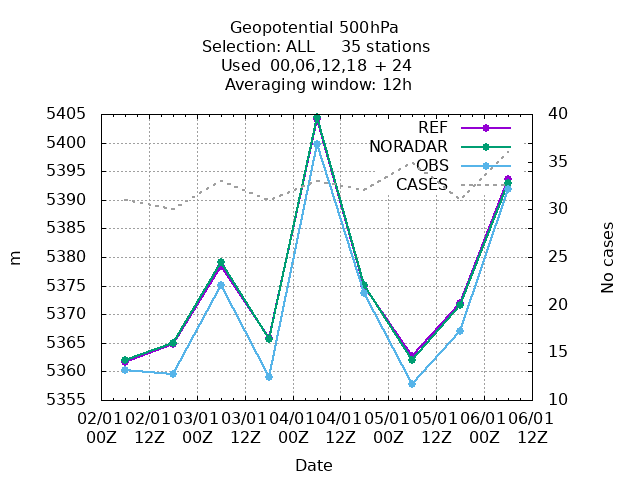 Geopotential 500hPa
Selection: ALL 35 stations
Used 00,06,12,18 + 24
Averaging window: 12h
5405
5400
5395
5390
5385
5380
5375
5370
5365
5360
5355
m
REF
NORADAR
OBS
CASES
40
35
30
25
20
15
10
No cases
02/01 02/01 03/01 03/01 04/01 04/01 05/01 05/01 06/01 06/01
00Z 12Z 00Z 12Z 00Z 12Z 00Z 12Z 00Z 12Z
Date